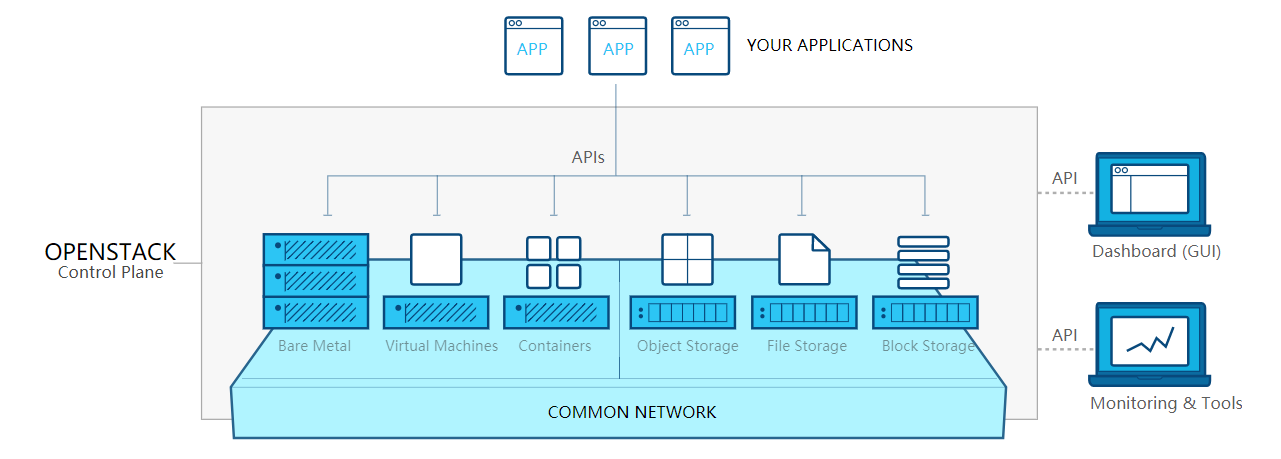 APP
APP
APP
YOUR APPLICATIONS
APIs
API
OPENSTACK
Control Plane
Dashboard (GUI)
Bare Metal
Virtual Machines
Containers
Object Storage
File Storage
Block Storage
API
Monitoring & Tools
COMMON NETWORK